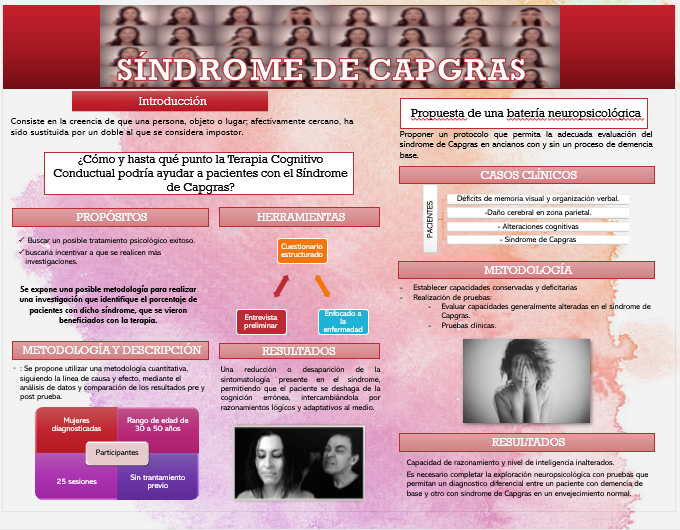 SÍNDROME DE CAPGRAS
Introducción
Consiste en la creencia de que una persona, objeto o lugar; afectivamente cercano, ha
sido sustituida por un doble al que se considera impostor.
¿Cómo y hasta qué punto la Terapia Cognitivo
Conductual podría ayudar a pacientes con el Síndrome
de Capgras?
PROPÓSITOS
✓ Buscar un posible tratamiento psicológico exitoso.
✓ buscaría incentivar a que se realicen más
investigaciones.
Se expone una posible metodología para realizar
una investigación que identifique el porcentaje de
pacientes con dicho síndrome, que se vieron
beneficiados con la terapia.
METODOLOGÍA Y DESCRIPCIÓN
• : Se propone utilizar una metodología cuantitativa,
siguiendo la línea de causa y efecto, mediante el
análisis de datos y comparación de los resultados pre y
post prueba.
Mujeres
diagnosticadas
Rango de edad de
30 a 50 años
Participantes
25 sesiones
Sin trantamiento
previo
HERRAMIENTAS
Cuestionario
estructurado
Entrevista
preliminar
Enfocado a
la
enfermedad
RESULTADOS
Una reducción o desaparición de la
sintomatología presente en el síndrome,
permitiendo que el paciente se deshaga de la
cognición errónea, intercambiándola por
razonamientos lógicos y adaptativos al medio.
Propuesta de una batería neuropsicológica
Proponer un protocolo que permita la adecuada evaluación del
síndrome de Capgras en ancianos con y sin un proceso de demencia
base.
CASOS CLÍNICOS
PACIENTES
Déficits de memoria visual y organización verbal.
-Daño cerebral en zona parietal.
- Alteraciones cognitivas
- Sindrome de Capgras
METODOLOGÍA
- Establecer capacidades conservadas y deficitarias
- Realización de pruebas:
- Evaluar capacidades generalmente alteradas en el síndrome de
Capgras.
- Pruebas clínicas.
RESULTADOS
Capacidad de razonamiento y nivel de inteligencia inalterados.
Es necesario completar la exploración neuropsicológica con pruebas que
permitan un diagnostico diferencial entre un paciente con demencia de
base y otro con sindrome de Capgras en un envejecimiento normal.